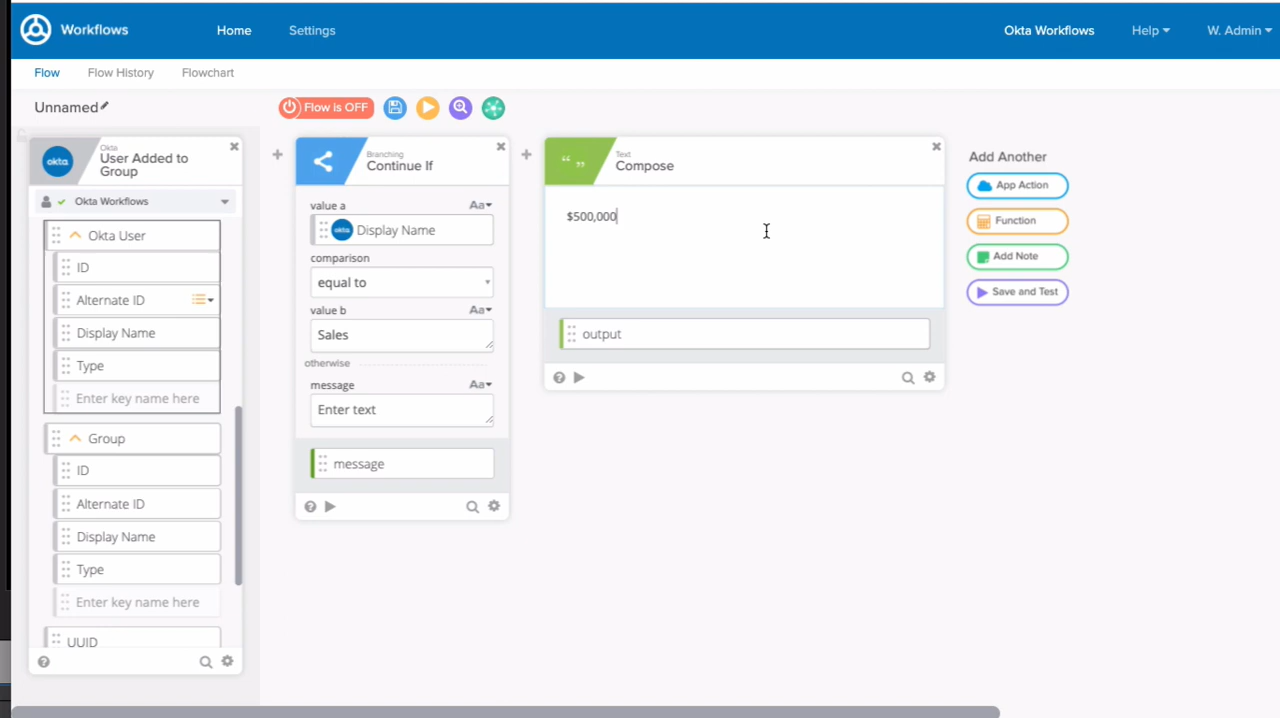 Workflows
Home
Settings
Okta Workflows
Help
W. Admin
Flow
Flow History
Flowchart
Unnamed
Flow is OFF
okta
Okta
User Added to
Group
Okta Workflows
Okta User
ID
Alternate ID
Display Name
Type
Enter key name here
Group
ID
Alternate ID
Display Name
Type
Enter key name here
UUID
Branching
Continue If
value a
Aa
okta
Display Name
comparison
equal to
value b
Aa
Sales
otherwise
message
Aa
Enter text
message
Text
Compose
$500,000
output
Add Another
App Action
Function
Add Note
Save and Test